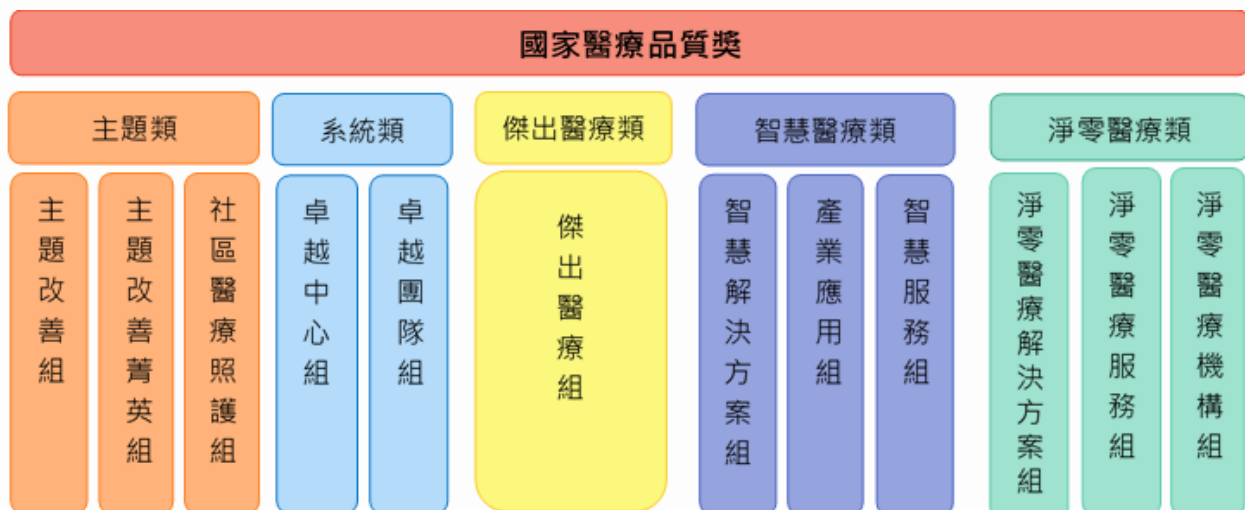 國家醫療品質獎
主題類
系統類
傑出醫療類
智慧醫療類
淨零醫療類
主題改善組
主題改善菁英組
社區醫療照護組
卓越中心組
卓越團隊組
傑出醫療組
智慧解決方案組
產業應用組
智慧服務組
淨零醫療解決方案組
淨零醫療服務組
淨零醫療機構組